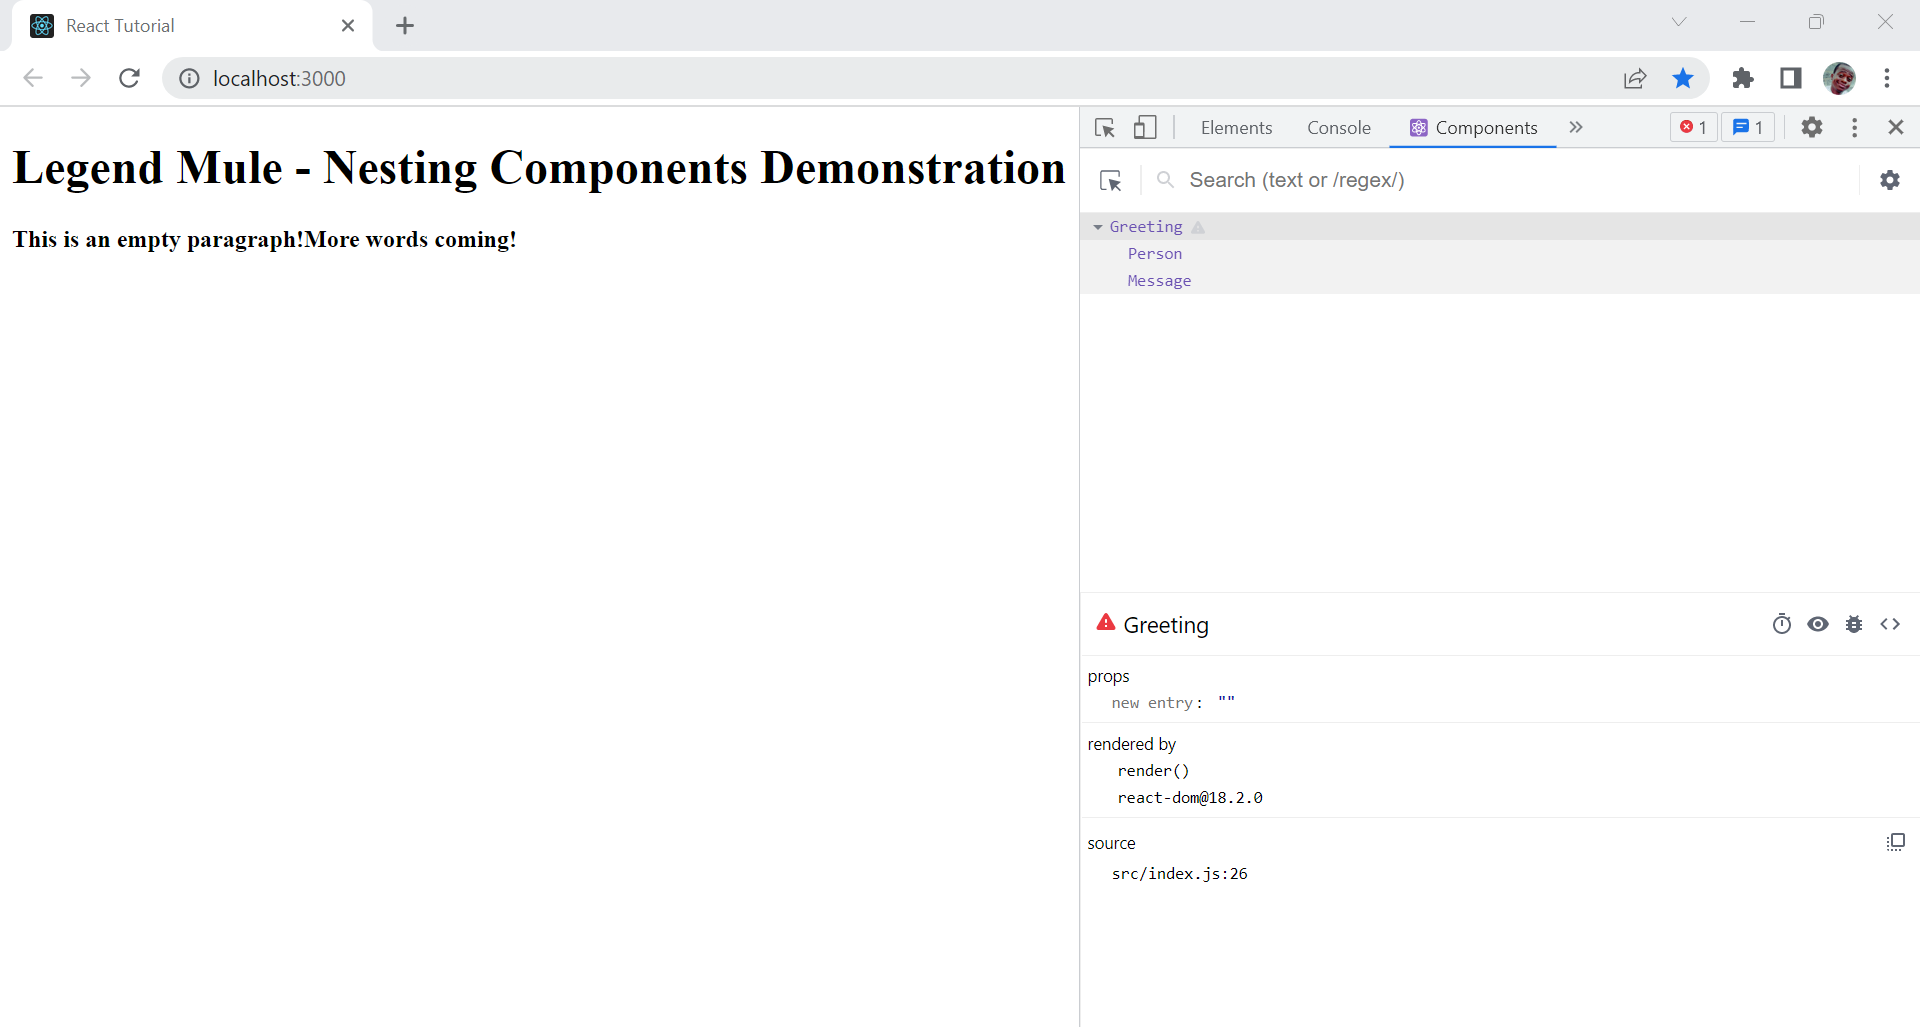 React Tutorial
localhost:3000
Legend Mule - Nesting Components Demonstration
This is an empty paragraph!More words coming!
Elements Console Components 1 1
Search (text or /regex/)
Greeting
Person
Message
Greeting
props
new entry: ""
rendered by
render()
react-dom@18.2.0
source
src/index.js:26